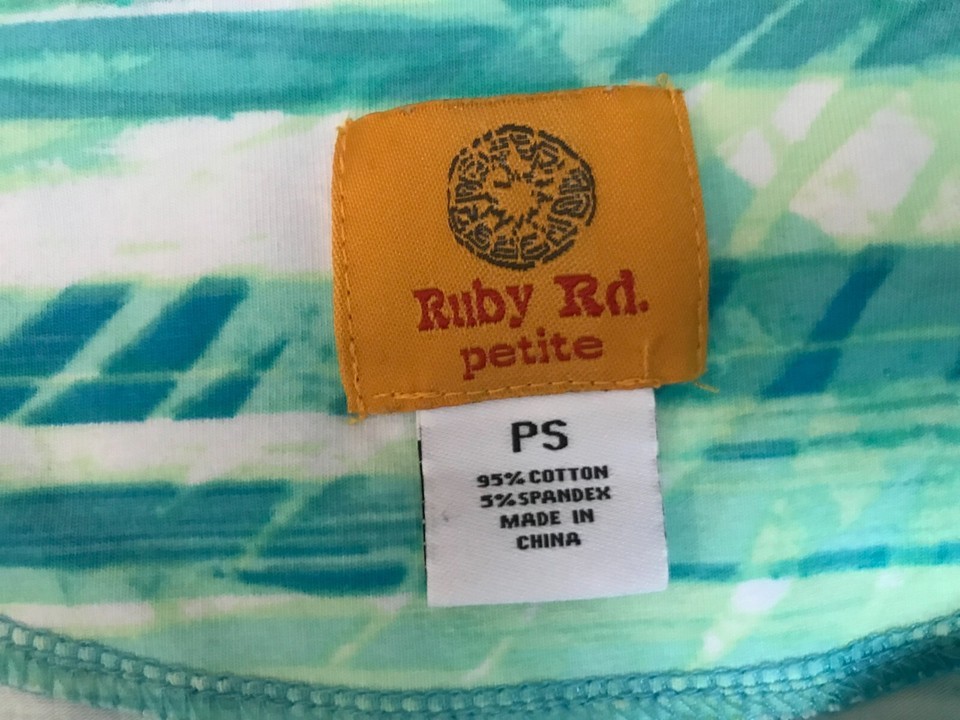 Ruby Rd.
petite
PS
95% COTTON
5% SPANDEX
MADE IN
CHINA